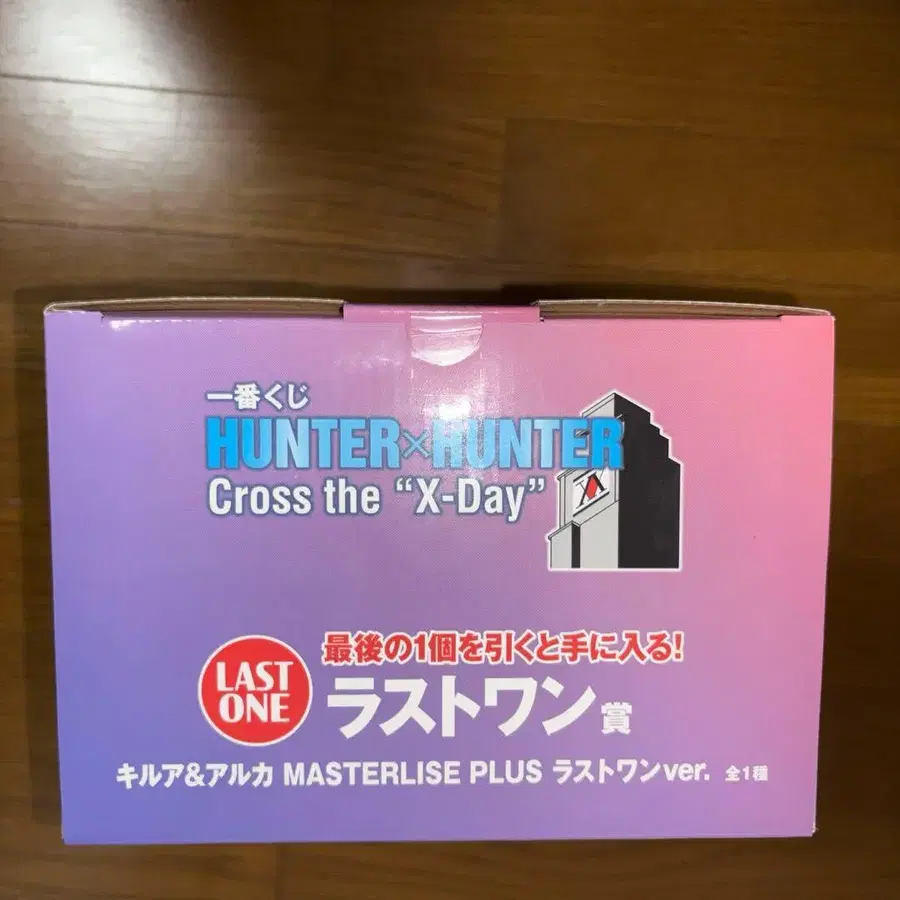 一番くじ
HUNTER×HUNTER
Cross the “X-Day”
LAST
ONE
最後の1個を引くと手に入る!
ラストワン賞
キルア&アルカ MASTERLISE PLUS ラストワンver. 全1種